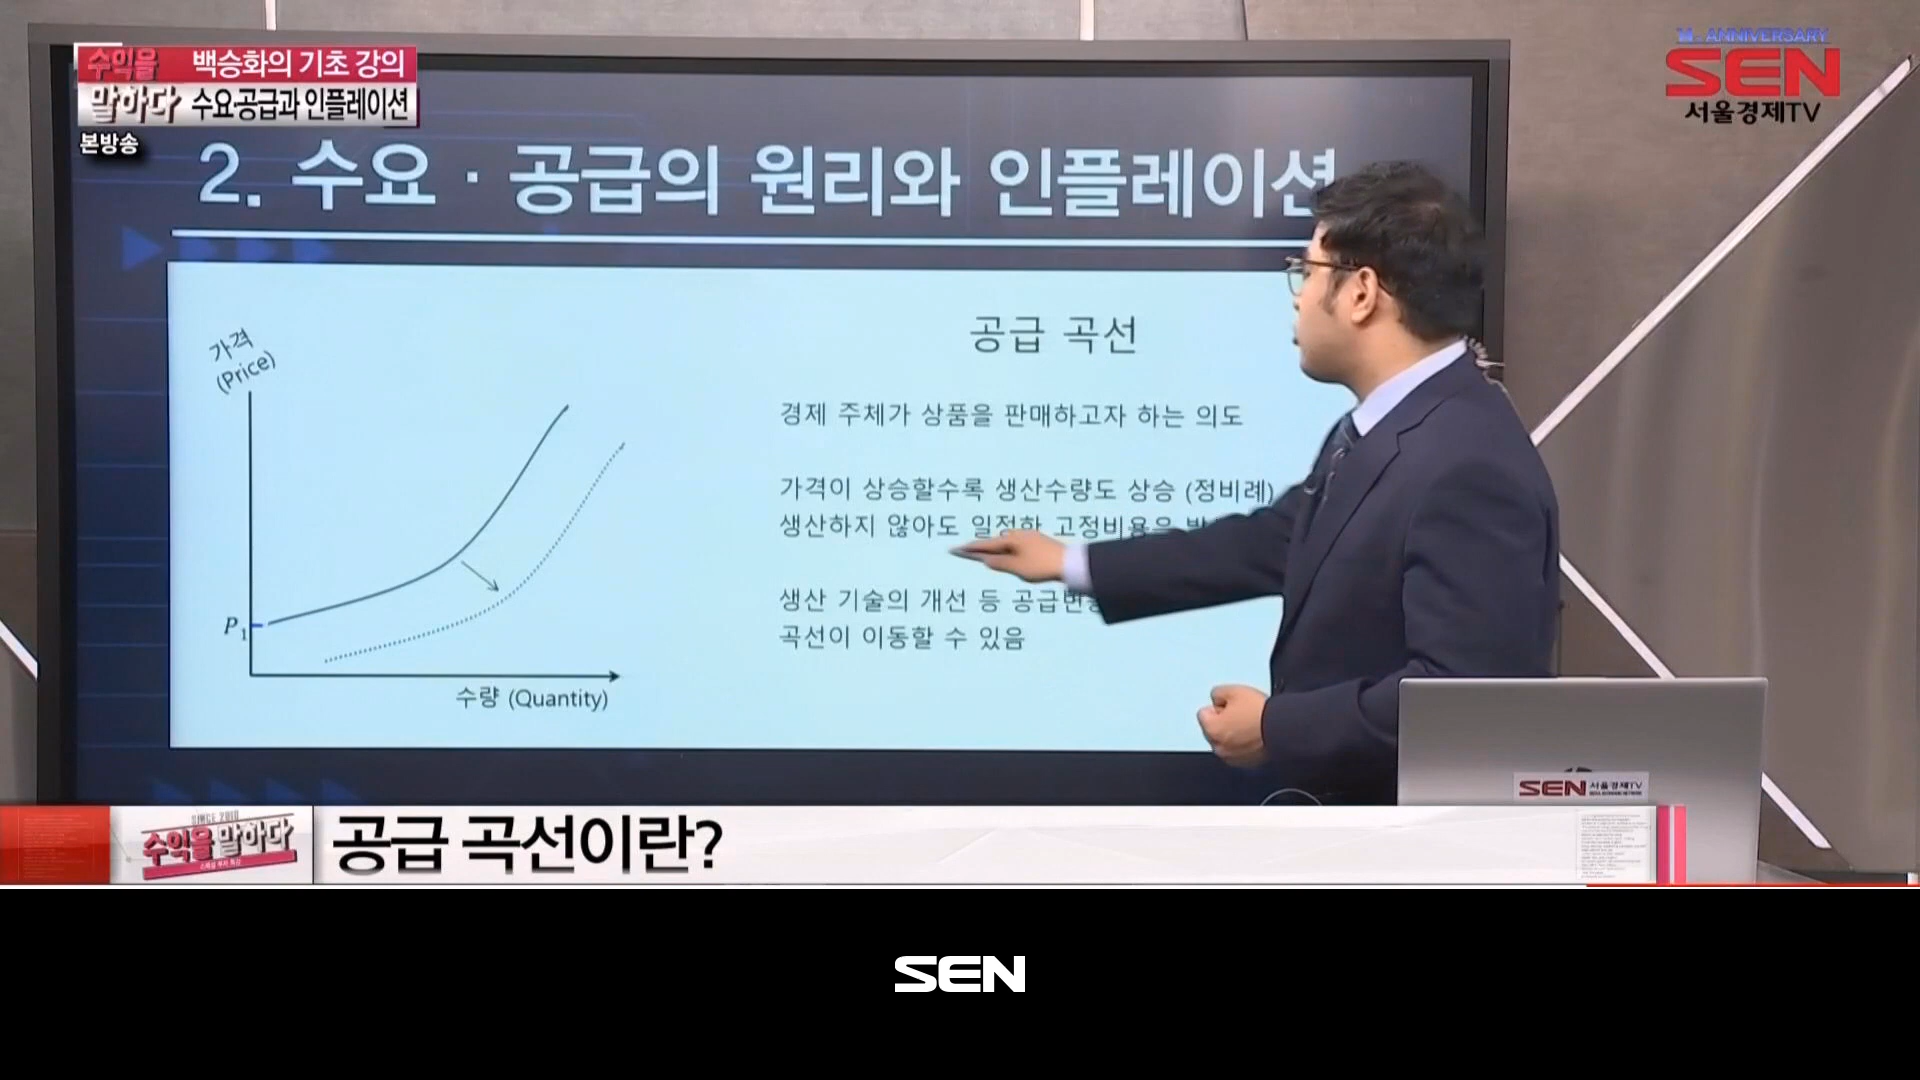 수익을
말하다
백승화의 기초 강의
수요·공급과 인플레이션
본방송
ANNIVERSARY
SEN
서울경제TV
2. 수요 · 공급의 원리와 인플레이션
가격
(Price)
P1
수량 (Quantity)
공급 곡선
경제 주체가 상품을 판매하고자 하는 의도
가격이 상승할수록 생산수량도 상승 (정비례)
생산하지 않아도 일정한 고정비용은
생산 기술의 개선 등
곡선이 이동할 수 있음
SEN 서울경제TV
수익을 말하다
공급 곡선이란?
SEN